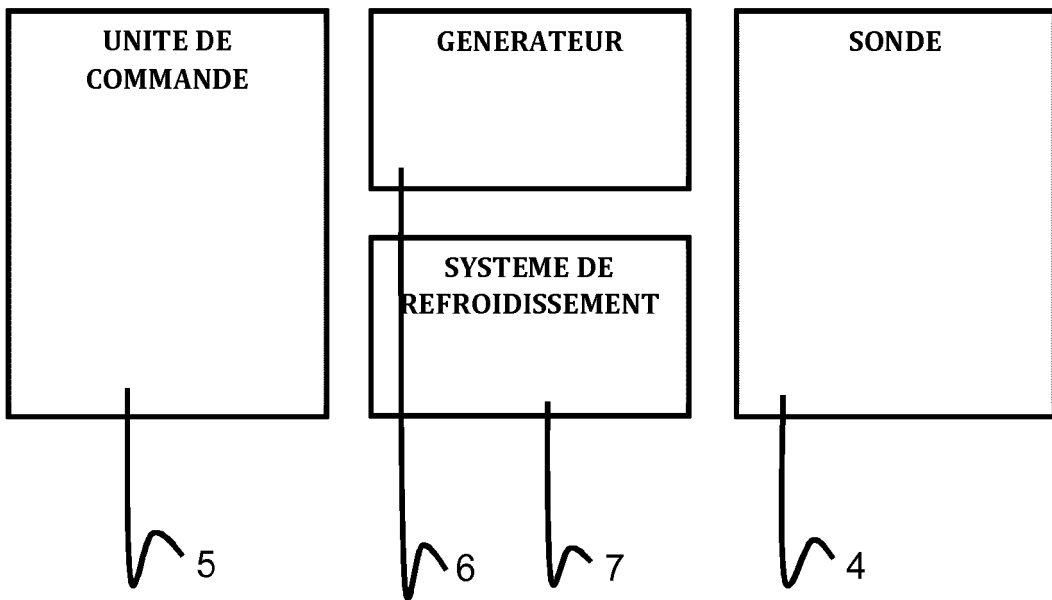 UNITE DE
COMMANDE
GENERATEUR
SONDE
SYSTEME DE
REFROIDISSEMENT
5
6
7
4